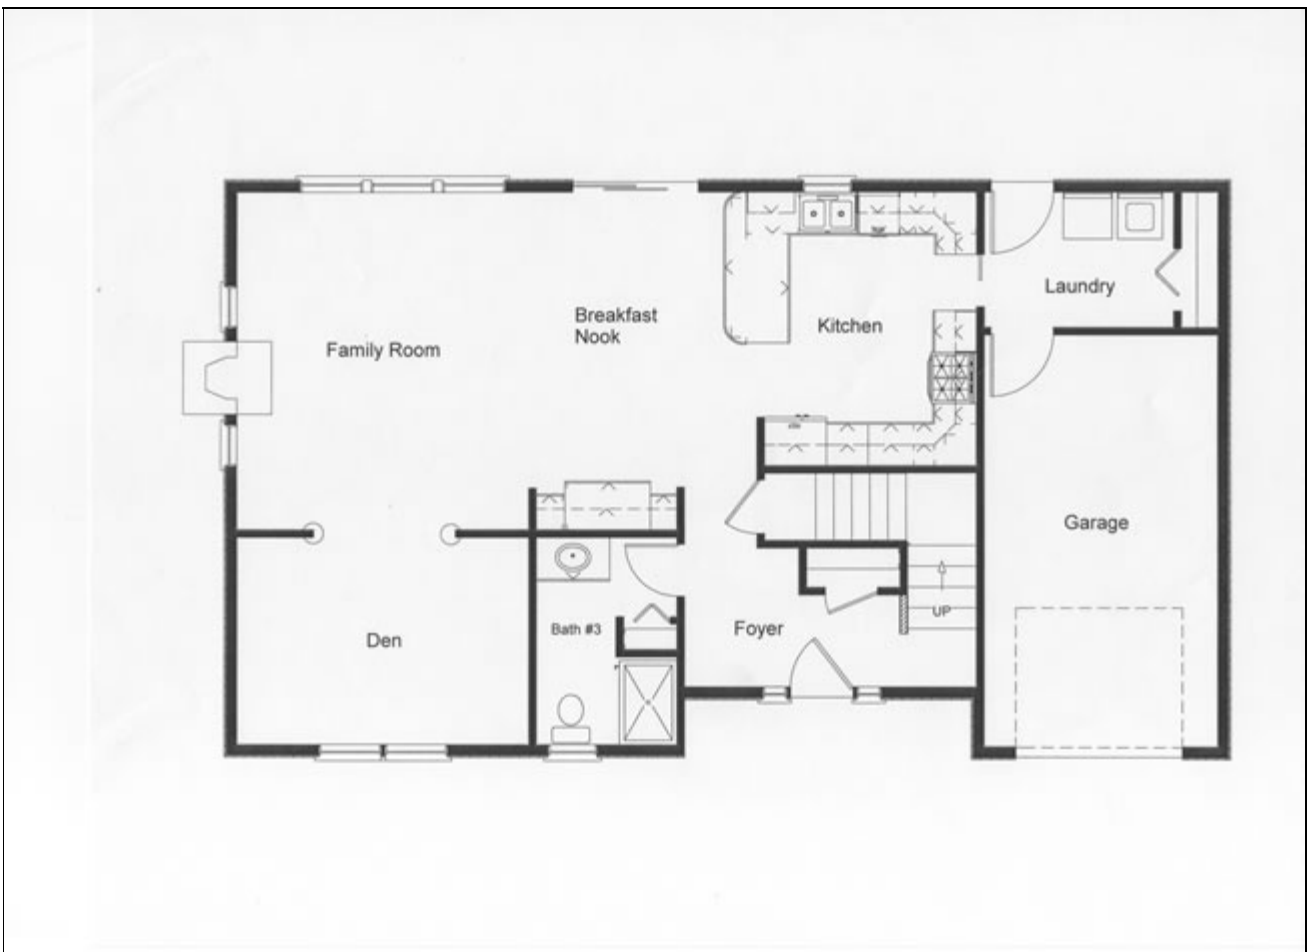 Breakfast
Nook
Laundry
Kitchen
Family Room
Garage
UP
Bath #3
Foyer
Den